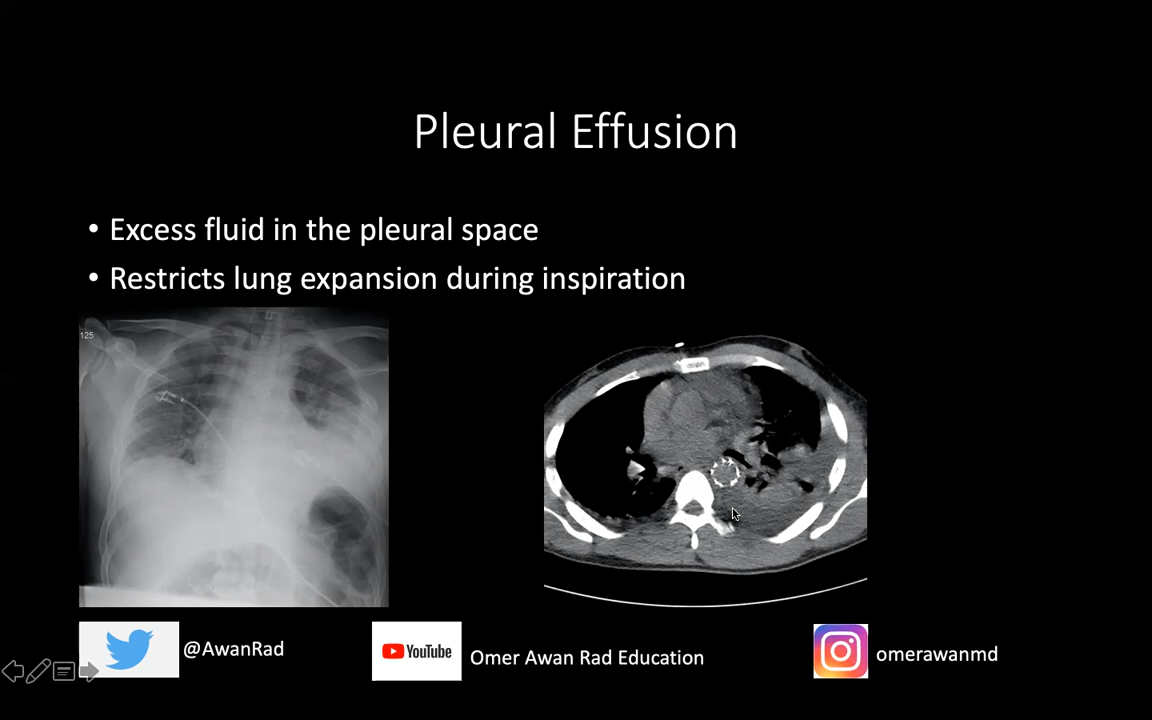 Pleural Effusion
• Excess fluid in the pleural space
• Restricts lung expansion during inspiration
125
@AwanRad
YouTube
Omer Awan Rad Education
omerawanmd